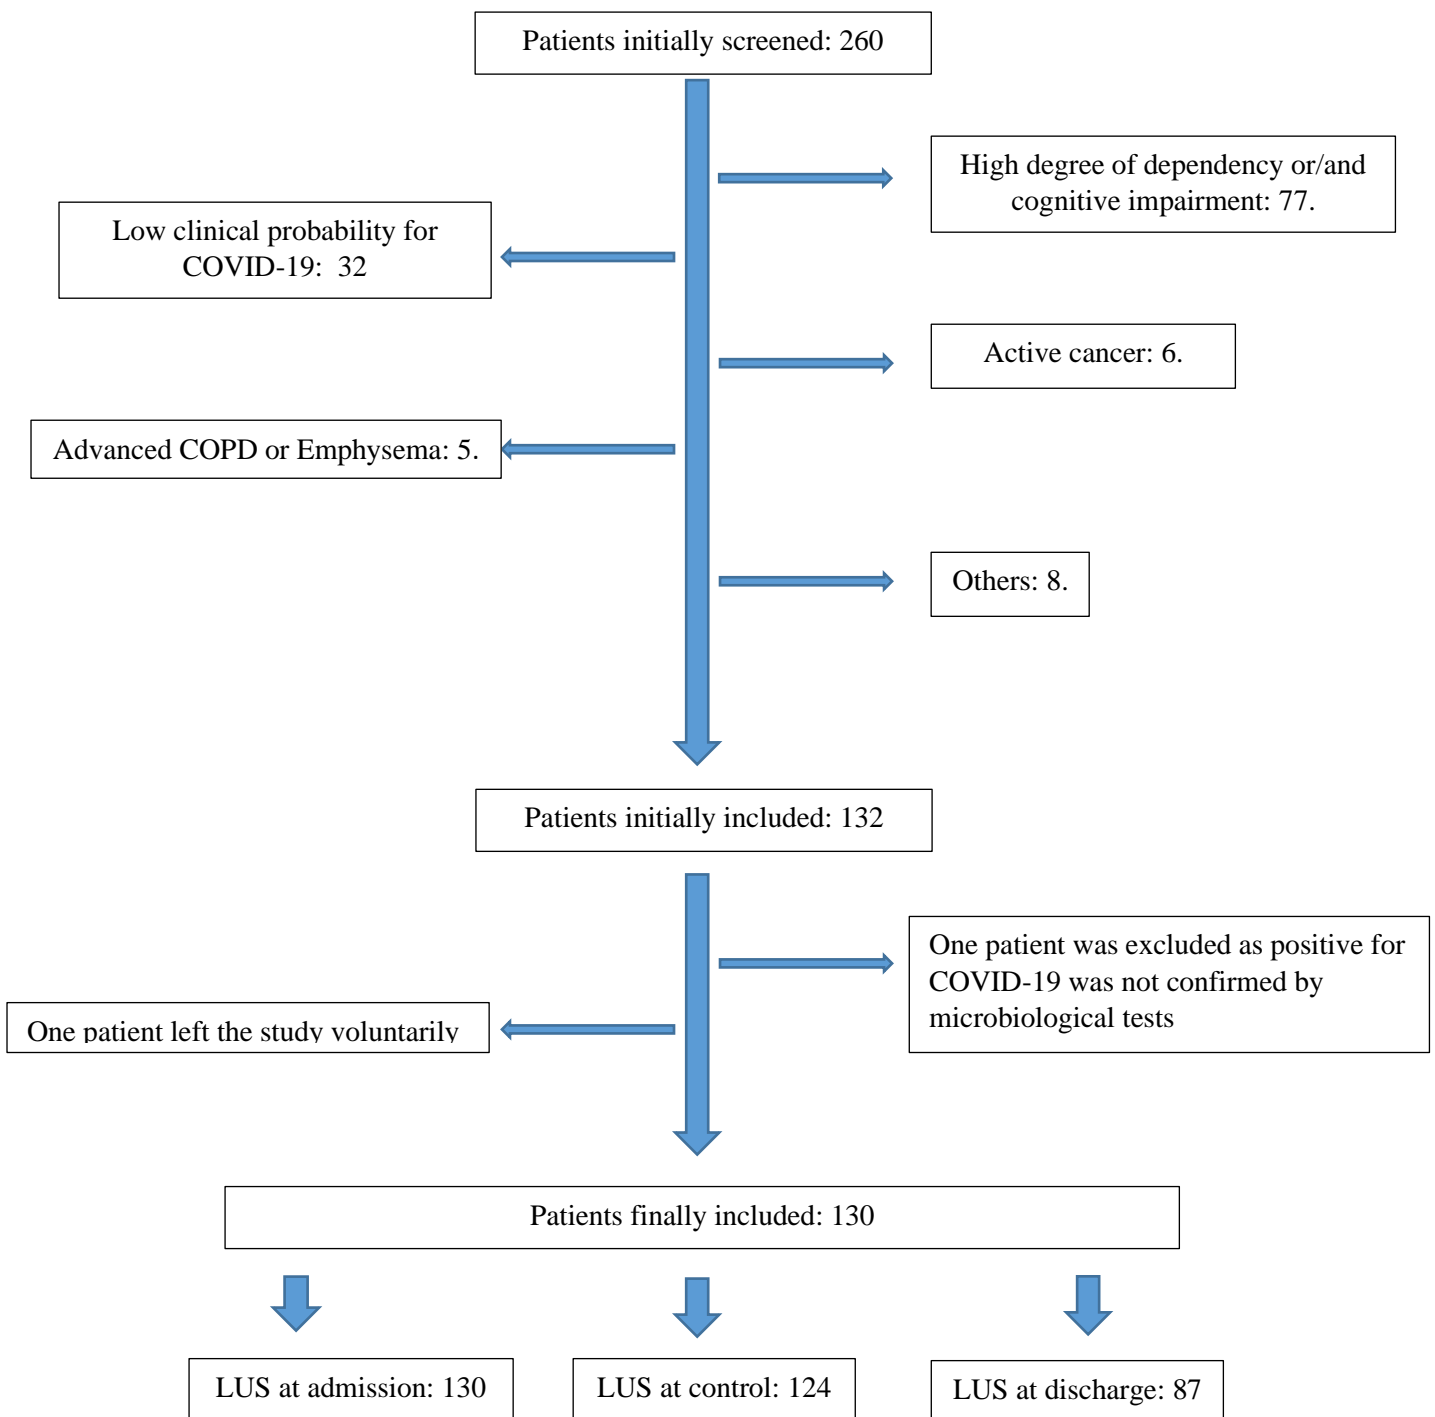 Patients initially screened: 260
High degree of dependency or/and
cognitive impairment: 77.
Low clinical probability for
COVID-19:  32
Active cancer: 6.
Advanced COPD or Emphysema: 5.
Others: 8.
Patients initially included: 132
One patient was excluded as positive for
COVID-19 was not confirmed by
microbiological tests
One patient left the study voluntarily
Patients finally included: 130
LUS at admission: 130
LUS at control: 124
LUS at discharge: 87